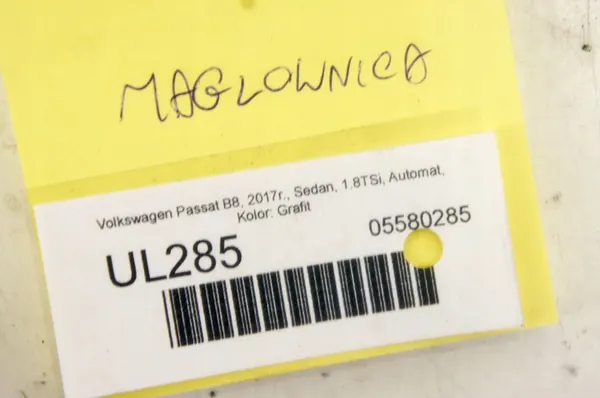 MAGLOWNICA
Volkswagen Passat B8, 2017r., Sedan, 1.8TSi, Automat,
Kolor: Grafit
UL285
05580285